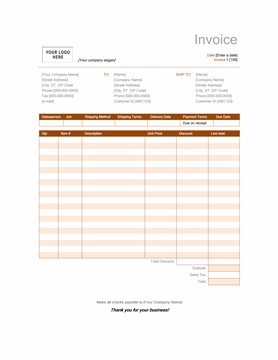 Invoice
YOUR LOGO HERE
[Your company slogan]
Date [Enter a date]
Invoice # [100]
[Your Company Name]
[Street Address]
[City, ST ZIP Code]
Phone [000-000-0000]
Fax [000-000-0000]
[e-mail]
TO
[Name]
[Company Name]
[Street Address]
[City, ST ZIP Code]
Phone [000-000-0000]
Customer ID [ABC123]
SHIP TO
[Name]
[Company Name]
[Street Address]
[City, ST ZIP Code]
Phone [000-000-0000]
Customer ID [ABC123]
Salesperson Job Shipping Method Shipping Terms Delivery Date Payment Terms Due Date
Due on receipt
Qty Item # Description Unit Price Discount Line total
Total Discount
Subtotal
Sales Tax
Total
Make all checks payable to [Your Company Name]
Thank you for your business!